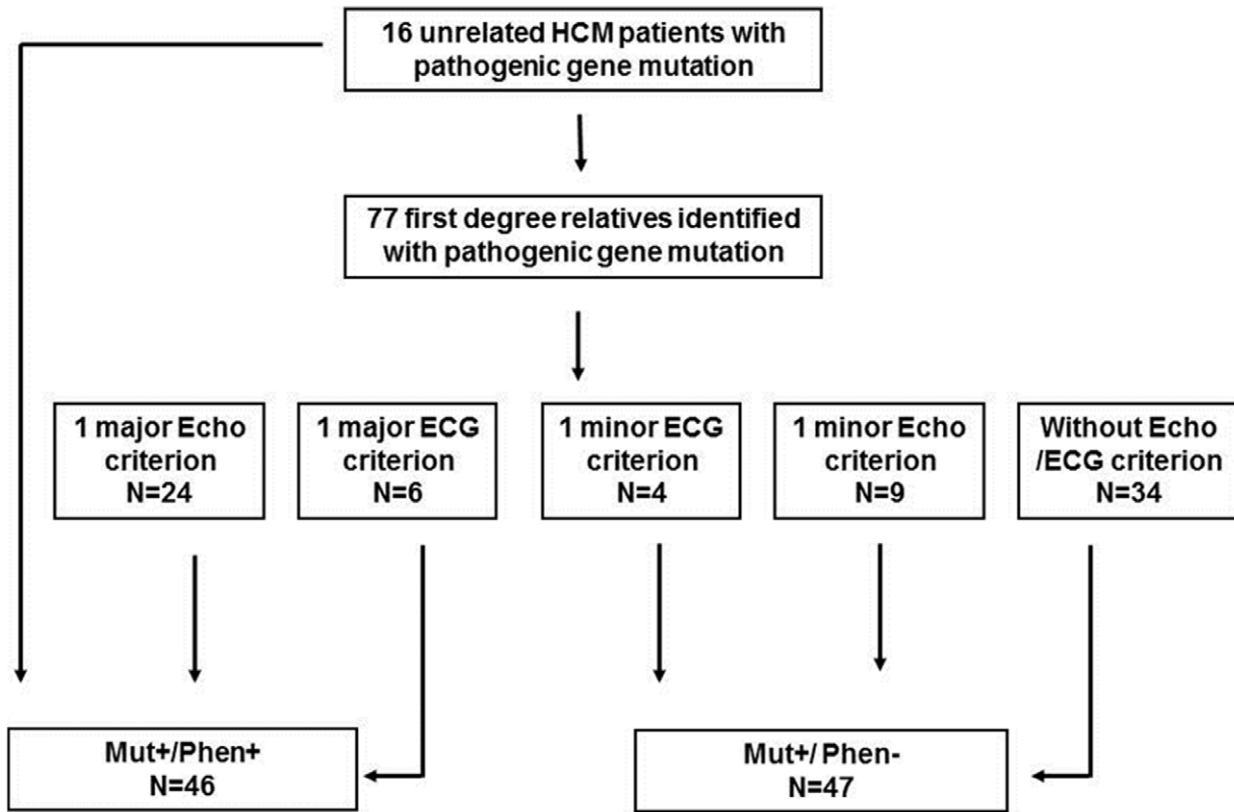 16 unrelated HCM patients with
pathogenic gene mutation
77 first degree relatives identified
with pathogenic gene mutation
1 major Echo
criterion
N=24
1 major ECG
criterion
N=6
1 minor ECG
criterion
N=4
1 minor Echo
criterion
N=9
Without Echo
/ECG criterion
N=34
Mut+/Phen+
N=46
Mut+/ Phen-
N=47